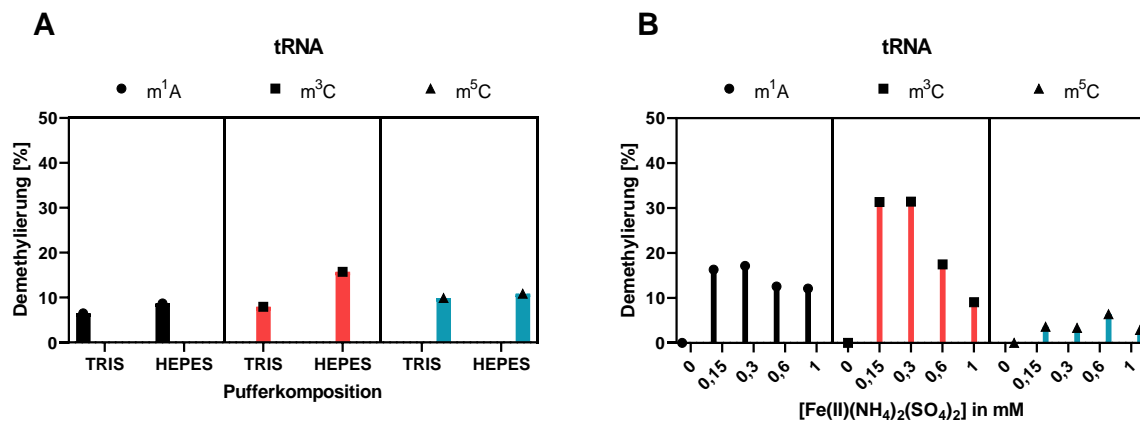 A
tRNA
m¹A m³C m⁵C
Demethylierung [%]
50
40
30
20
10
0
TRIS HEPES TRIS HEPES TRIS HEPES
Pufferkomposition
B
tRNA
m¹A m³C m⁵C
Demethylierung [%]
50
40
30
20
10
0
0 0,15 0,3 0,6 1 0 0,15 0,3 0,6 1 0 0,15 0,3 0,6 1
[Fe(II)(NH₄)₂(SO₄)₂] in mM